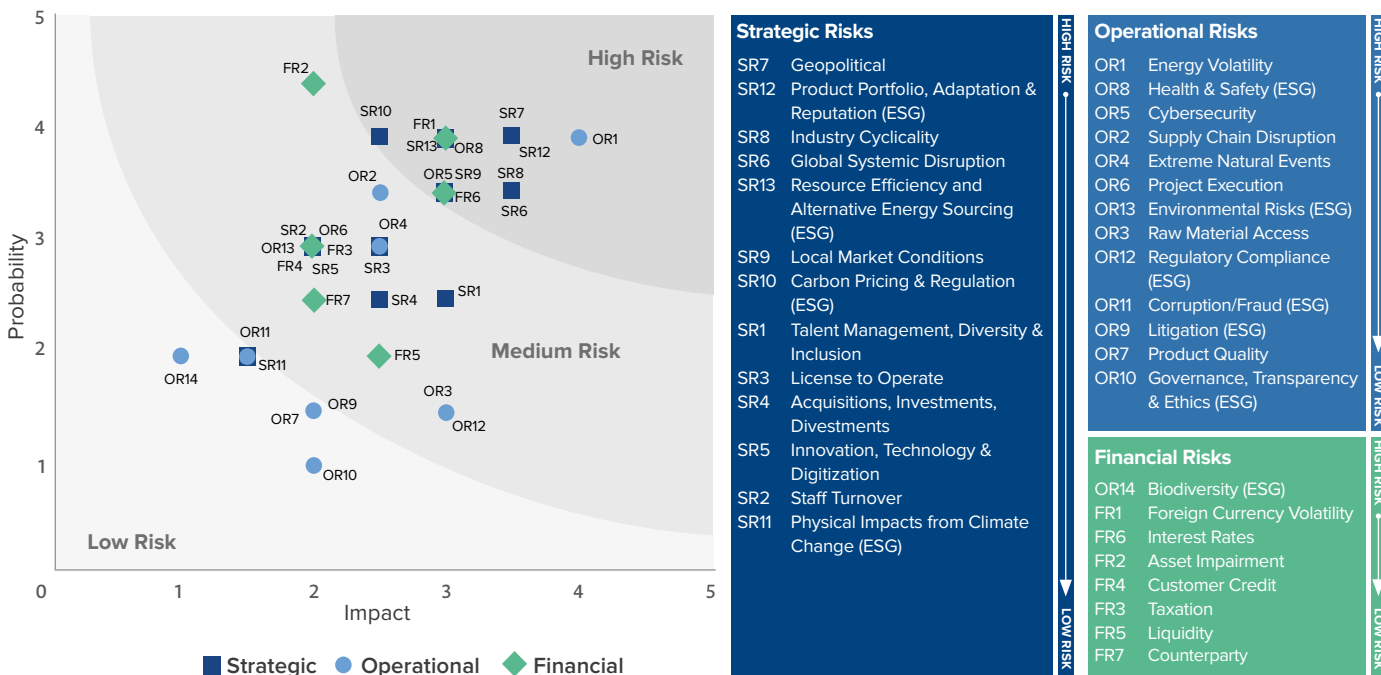 5
4
3
2
1
0
1
2
3
4
5
Probability
Impact
High Risk
Medium Risk
Low Risk
FR2
SR10
FR1
SR13
OR8
SR7
SR12
OR1
OR2
OR5
SR9
FR6
SR8
SR6
SR2
OR6
OR13
FR3
FR4
SR5
OR4
SR3
FR7
SR4
SR1
OR11
SR11
OR14
FR5
OR9
OR7
OR3
OR12
OR10
Strategic
Operational
Financial
Strategic Risks
SR7 Geopolitical
SR12 Product Portfolio, Adaptation &
Reputation (ESG)
SR8 Industry Cyclicality
SR6 Global Systemic Disruption
SR13 Resource Efficiency and
Alternative Energy Sourcing
(ESG)
SR9 Local Market Conditions
SR10 Carbon Pricing & Regulation
(ESG)
SR1 Talent Management, Diversity &
Inclusion
SR3 License to Operate
SR4 Acquisitions, Investments,
Divestments
SR5 Innovation, Technology &
Digitization
SR2 Staff Turnover
SR11 Physical Impacts from Climate
Change (ESG)
HIGH RISK
LOW RISK
Operational Risks
OR1 Energy Volatility
OR8 Health & Safety (ESG)
OR5 Cybersecurity
OR2 Supply Chain Disruption
OR4 Extreme Natural Events
OR6 Project Execution
OR13 Environmental Risks (ESG)
OR3 Raw Material Access
OR12 Regulatory Compliance
(ESG)
OR11 Corruption/Fraud (ESG)
OR9 Litigation (ESG)
OR7 Product Quality
OR10 Governance, Transparency
& Ethics (ESG)
HIGH RISK
LOW RISK
Financial Risks
OR14 Biodiversity (ESG)
FR1 Foreign Currency Volatility
FR6 Interest Rates
FR2 Asset Impairment
FR4 Customer Credit
FR3 Taxation
FR5 Liquidity
FR7 Counterparty
HIGH RISK
LOW RISK